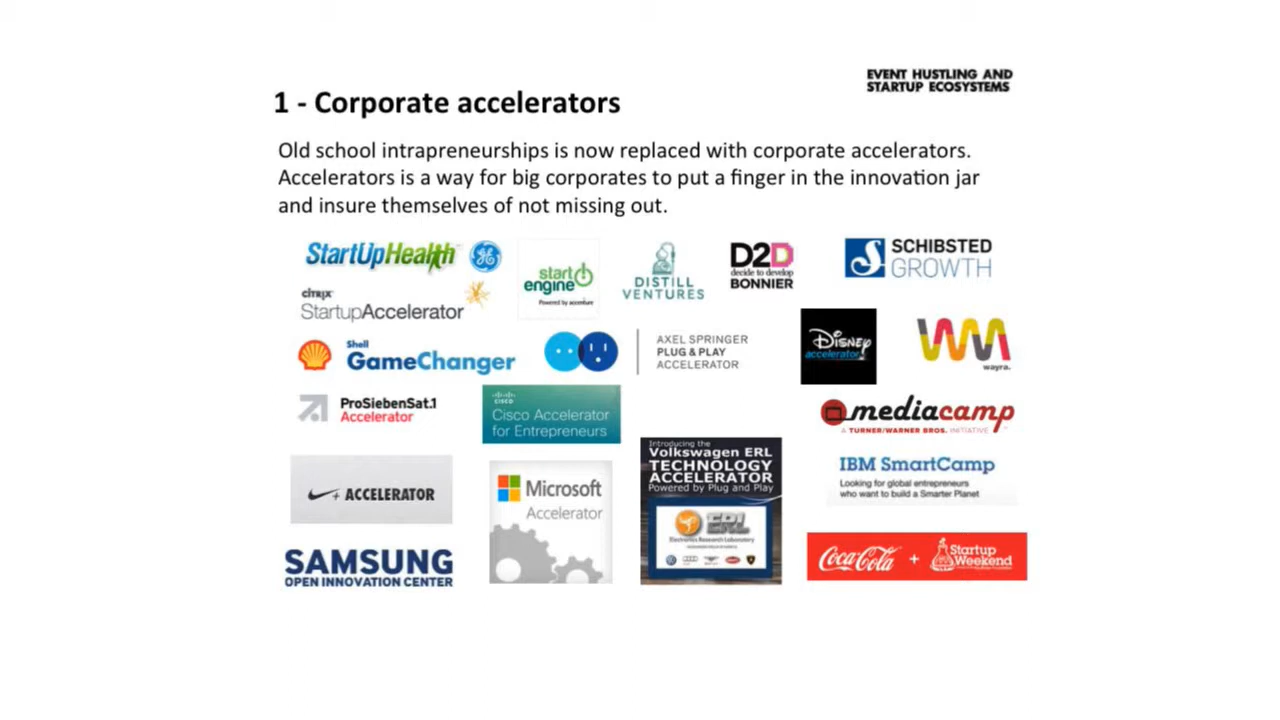 EVENT HUSTLING AND
STARTUP ECOSYSTEMS
1 - Corporate accelerators
Old school intrapreneurships is now replaced with corporate accelerators.
Accelerators is a way for big corporates to put a finger in the innovation jar
and insure themselves of not missing out.
StartUpHealth
GE
start
engine
Powered by accenture
DISTILL
VENTURES
D2D
decide to develop
BONNIER
SCHIBSTED
GROWTH
CITRIX
StartupAccelerator
Shell
GameChanger
AXEL SPRINGER
PLUG & PLAY
ACCELERATOR
Disney
accelerator
wayra.
ProSiebenSat.1
Accelerator
CISCO
Cisco Accelerator
for Entrepreneurs
mediacamp
A TURNER/WARNER BROS. INITIATIVE
Introducing the
Volkswagen ERL
TECHNOLOGY
ACCELERATOR
Powered by Plug and Play
ERL
Electronics Research Laboratory
IBM SmartCamp
Looking for global entrepreneurs
who want to build a Smarter Planet
+ ACCELERATOR
Microsoft
Accelerator
SAMSUNG
OPEN INNOVATION CENTER
Coca-Cola + Startup
Weekend